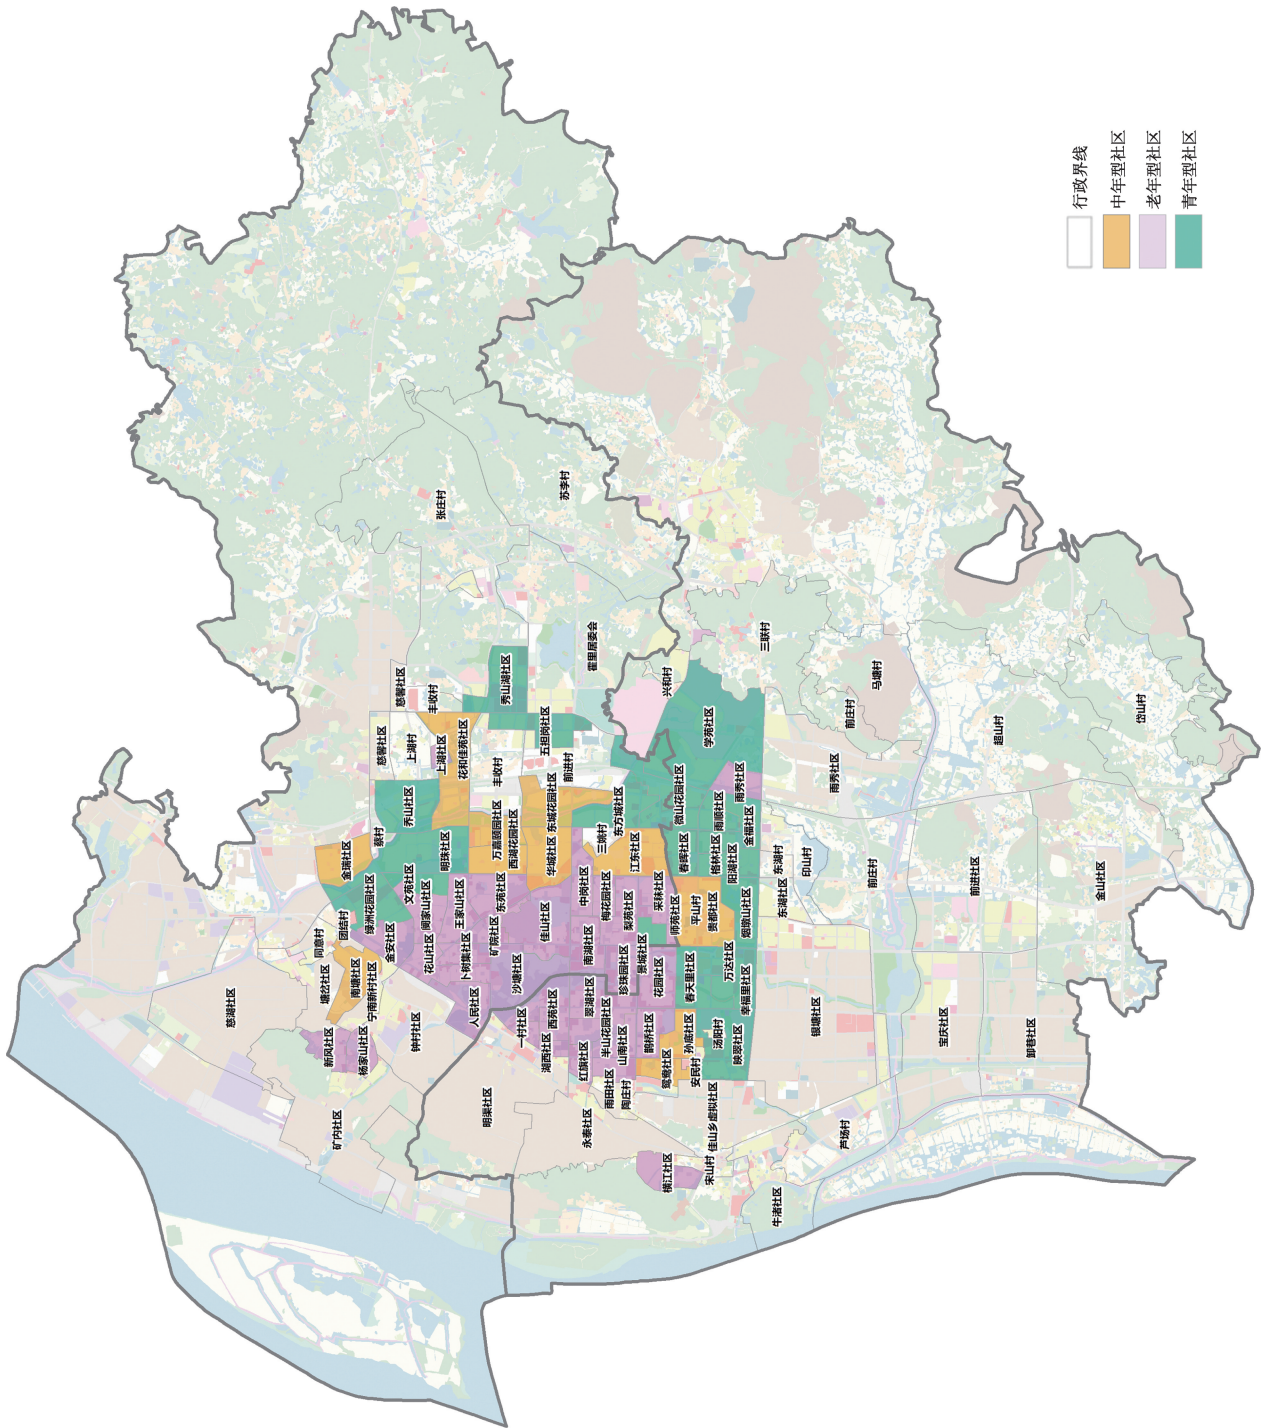 行政界线
中年型社区
老年型社区
青年型社区
慈湖社区
同意村
塘岔社区
南塘社区
宁南新村社区
新风社区
杨家山社区
矿内社区
钟村社区
团结村
金瑞社区
绿洲花园社区
金安社区
蔡村
慈馨社区
慈馨社区
上湖村
丰收村
上湖社区
花和佳苑社区
乔山社区
文苑社区
明珠社区
闽家山社区
花山社区
王家山社区
卜树集社区
人民社区
张庄村
苏李村
秀山湖社区
丰收村
万嘉颐园社区
西湖花园社区
东苑社区
矿院社区
沙塘社区
一村社区
明渠社区
五担岗社区
前进村
霍里居委会
东城花园社区
华城社区
佳山社区
西苑社区
湖西社区
三姚村
中岗社区
梅花园社区
南湖社区
翠湖社区
半山花园社区
红旗社区
永泰社区
东方城社区
江东社区
梨苑社区
珍珠园社区
山南社区
雨田社区
陶庄村
采秣社区
景城社区
花园社区
鹊桥社区
鸳鸯社区
横江社区
兴和村
学苑社区
三联村
微山花园社区
春晖社区
师苑社区
平山村
贵都社区
春天里社区
孙庙社区
安民村
雨顺社区
雨秀社区
格林社区
阳湖社区
金福社区
烟墩山社区
万达社区
幸福里社区
汤阳村
映翠社区
佳山乡虚拟社区
宋山村
牛渚社区
东湖村
东湖社区
印山村
雨秀社区
前庄村
马塘村
前庄村
银塘社区
芦场村
超山村
岱山村
前进社区
金山社区
宝庆社区
卸巷社区